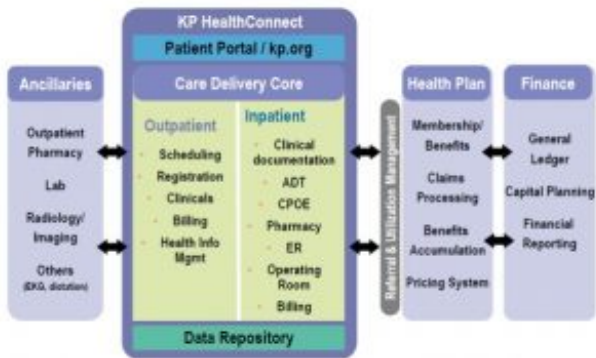 KP HealthConnect
Patient Portal / kp.org
Ancillaries
Outpatient
Pharmacy
Lab
Radiology/
Imaging
Others
(EKG, dictation)
Care Delivery Core
Outpatient
Scheduling
Registration
Clinicals
Billing
Health Info
Mgmt
Inpatient
Clinical
documentation
ADT
CPOE
Pharmacy
ER
Operating
Room
Billing
Data Repository
Referral & Utilization Management
Health Plan
Membership/
Benefits
Claims
Processing
Benefits
Accumulation
Pricing System
Finance
General
Ledger
Capital Planning
Financial
Reporting